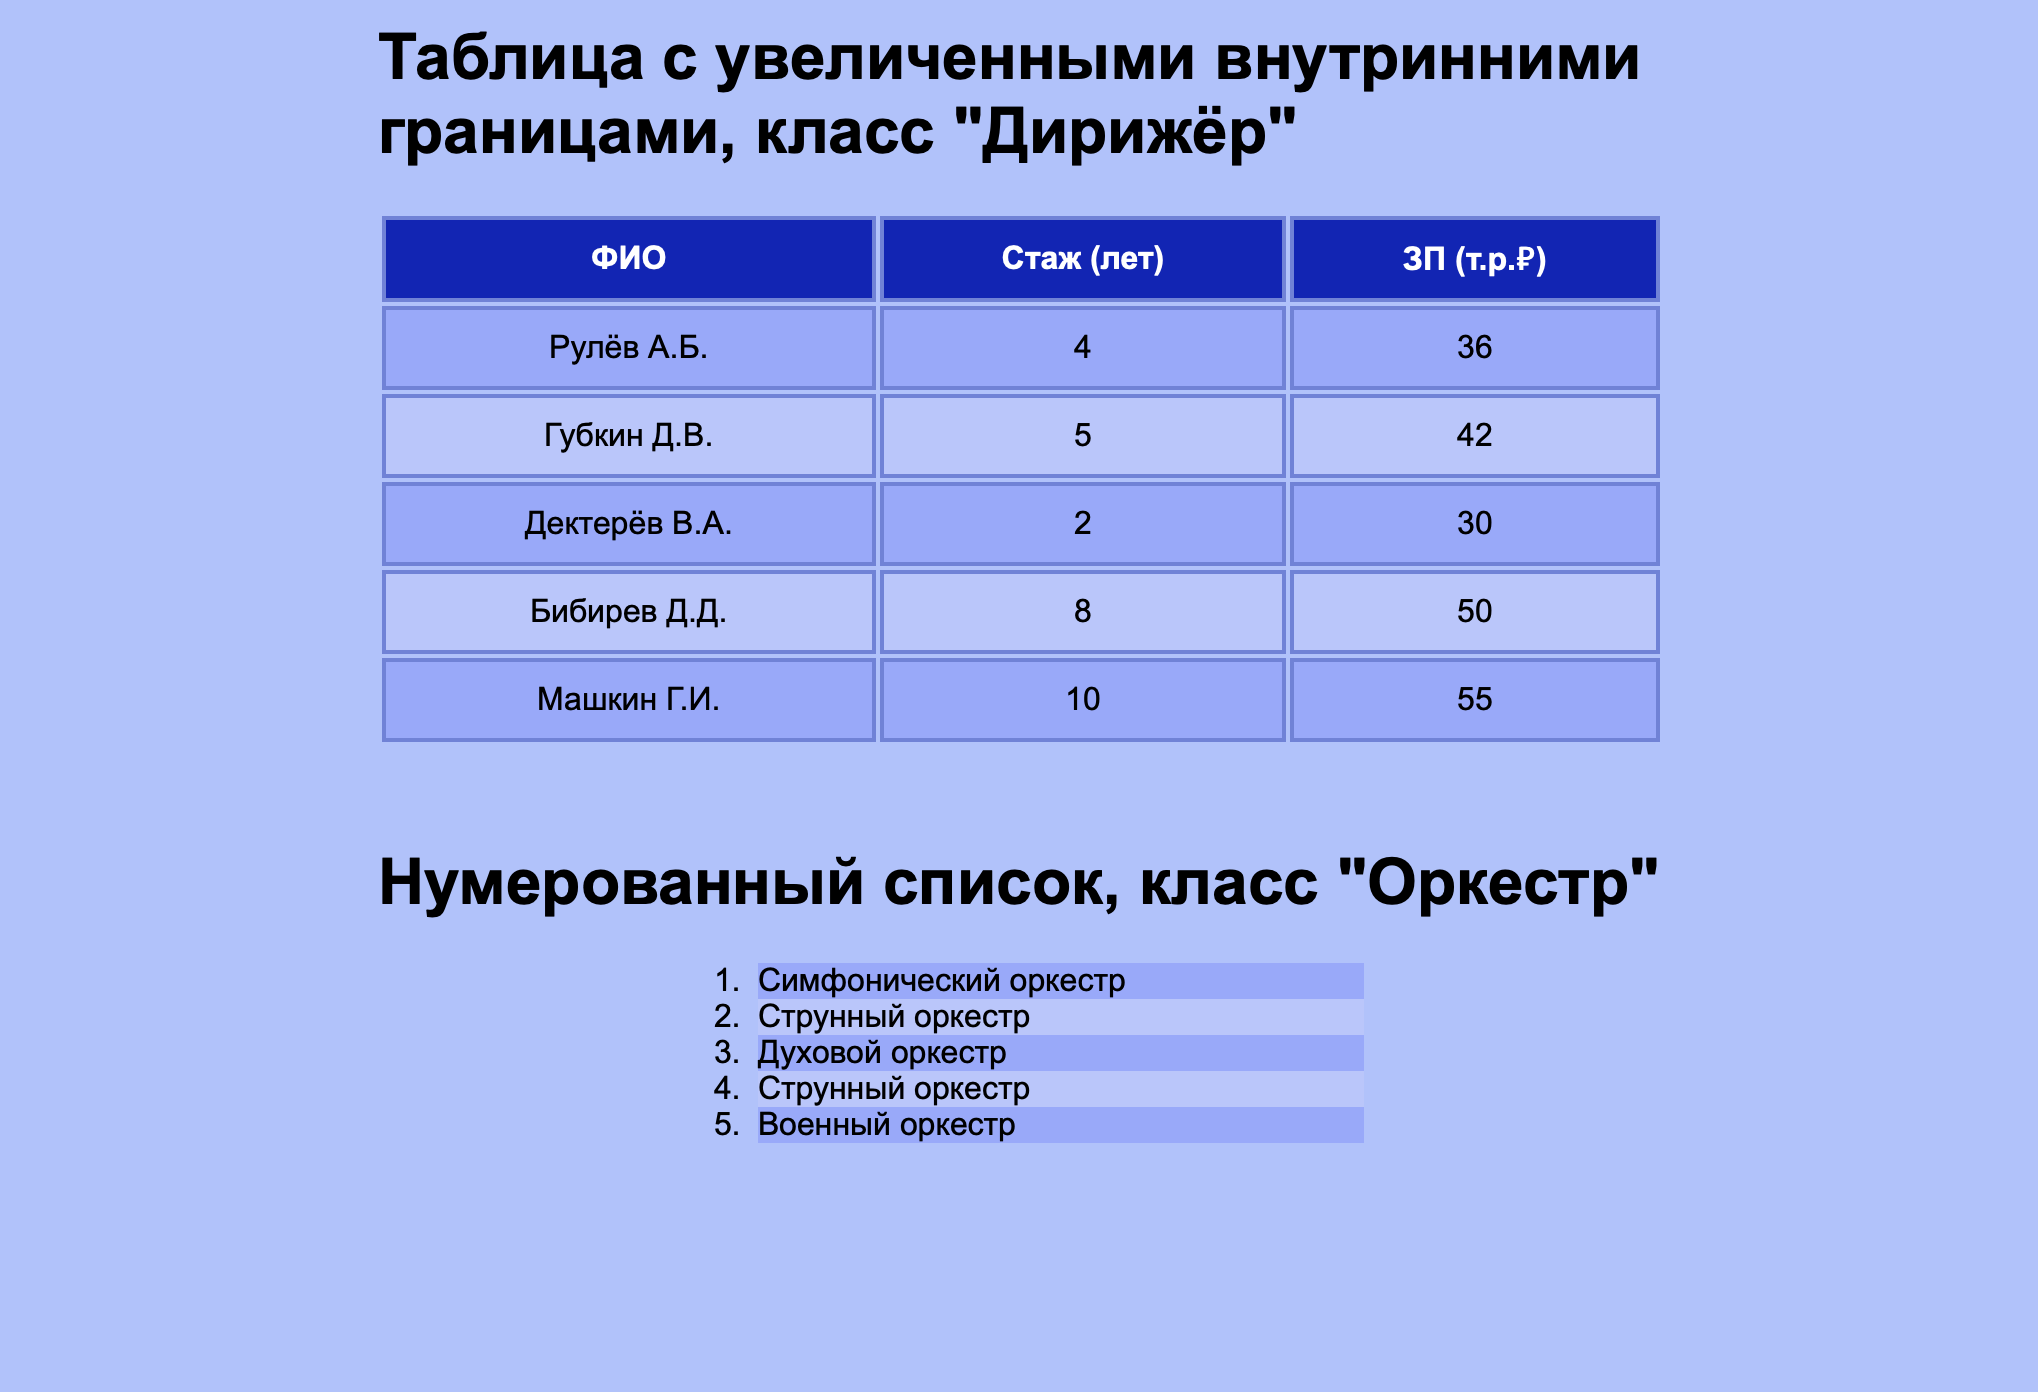 Таблица с увеличенными внутринними
границами, класс "Дирижёр"
ФИО Стаж (лет) ЗП (т.р.₽)
Рулёв А.Б. 4 36
Губкин Д.В. 5 42
Дектерёв В.А. 2 30
Бибирев Д.Д. 8 50
Машкин Г.И. 10 55
Нумерованный список, класс "Оркестр"
1. Симфонический оркестр
2. Струнный оркестр
3. Духовой оркестр
4. Струнный оркестр
5. Военный оркестр